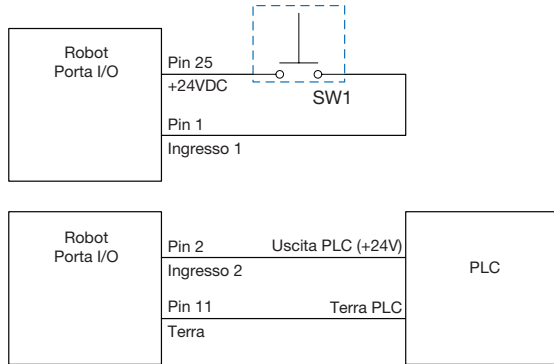 Robot
Porta I/O
Pin 25
+24VDC
SW1
Pin 1
Ingresso 1
Robot
Porta I/O
Pin 2
Uscita PLC (+24V)
Ingresso 2
PLC
Pin 11
Terra PLC
Terra